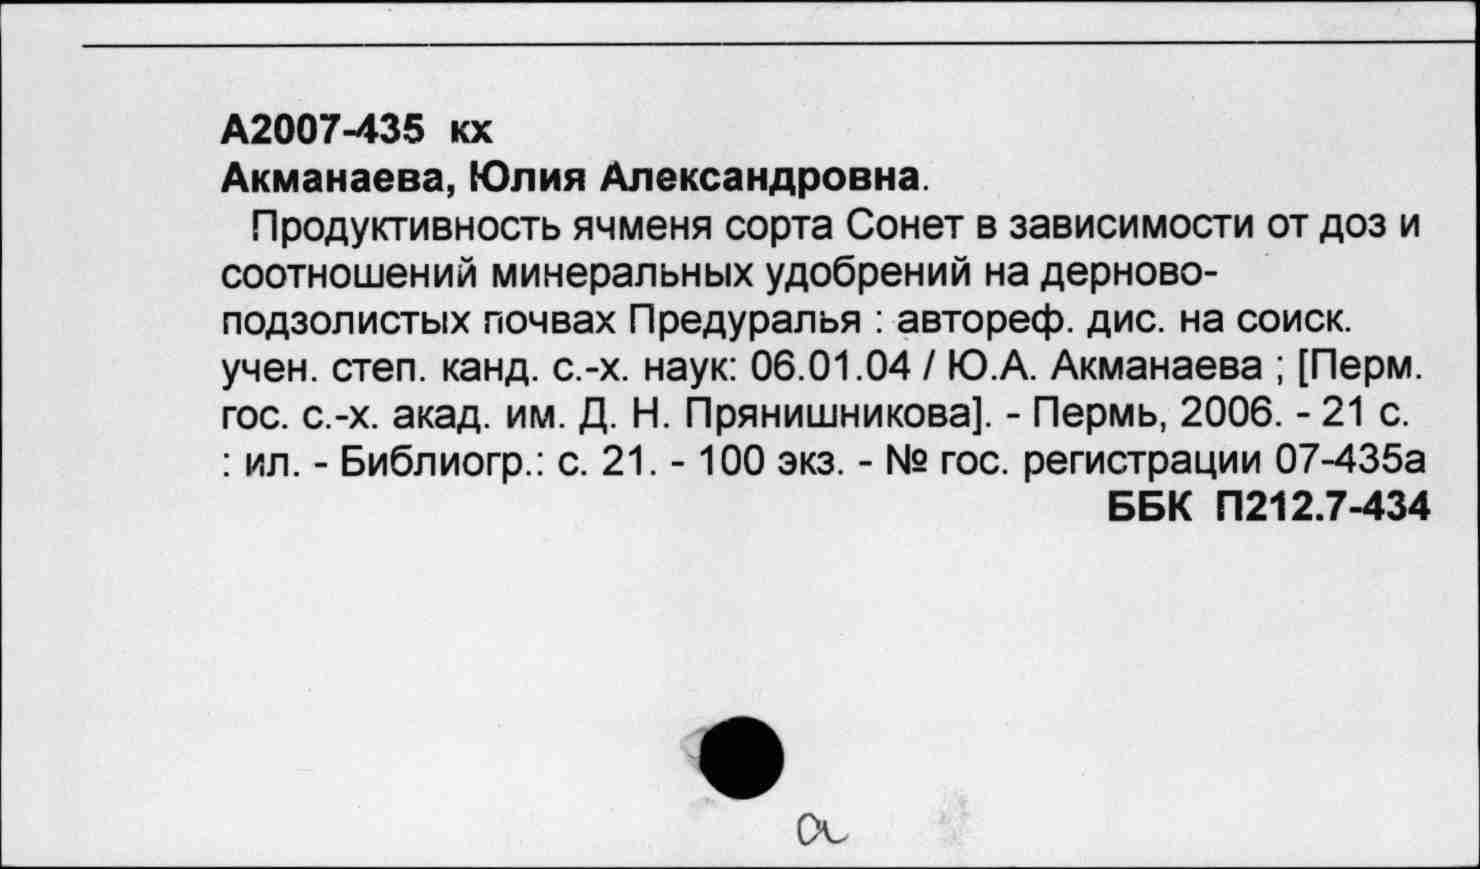 А2007-435 кх
Акманаева, Юлия Александровна.
Продуктивность ячменя сорта Сонет в зависимости от доз и
соотношений минеральных удобрений на дерново-
подзолистых почвах Предуралья : автореф. дис. на соиск.
учен. степ. канд. с.-х. наук: 06.01.04 / Ю.А. Акманаева ; [Перм.
гос. с.-х. акад. им. Д. Н. Прянишникова]. - Пермь, 2006. - 21 с.
: ил. - Библиогр.: с. 21. - 100 экз. - № гос. регистрации 07-435а
ББК П212.7-434
а